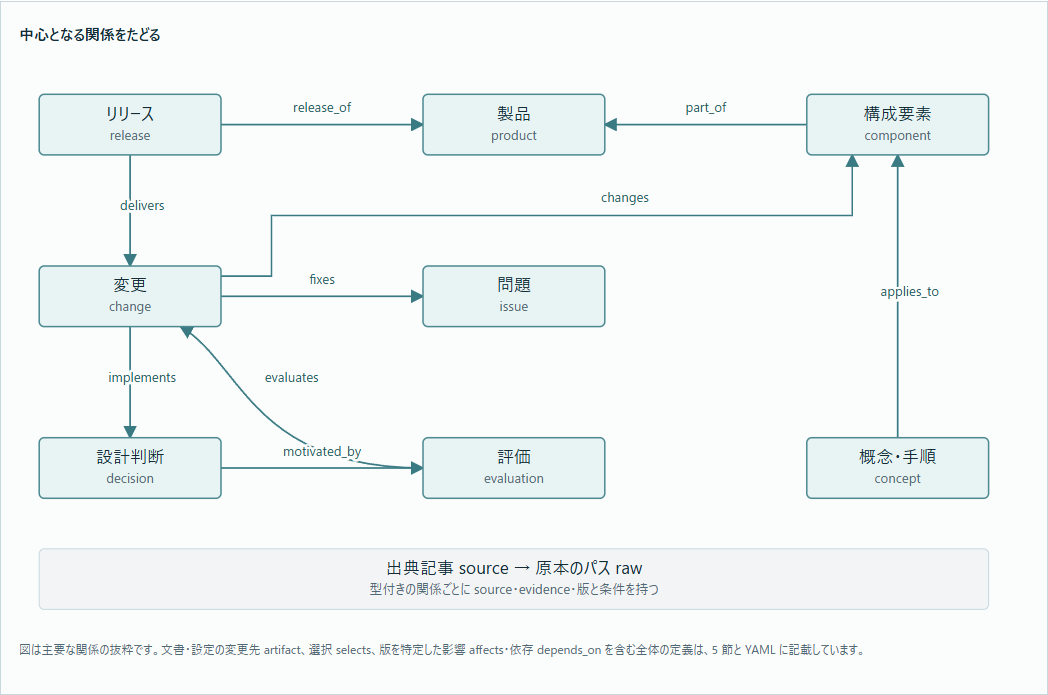 中心となる関係をたどる
リリース
release
release_of
製品
product
part_of
構成要素
component
delivers
changes
変更
change
fixes
問題
issue
applies_to
implements
evaluates
設計判断
decision
motivated_by
評価
evaluation
概念・手順
concept
出典記事 source → 原本のパス raw
型付きの関係ごとに source・evidence・版と条件を持つ
図は主要な関係の抜粋です。文書・設定の変更先 artifact、選択 selects、版を特定した影響 affects・依存 depends_on を含む全体の定義は、5 節と YAML に記載しています。